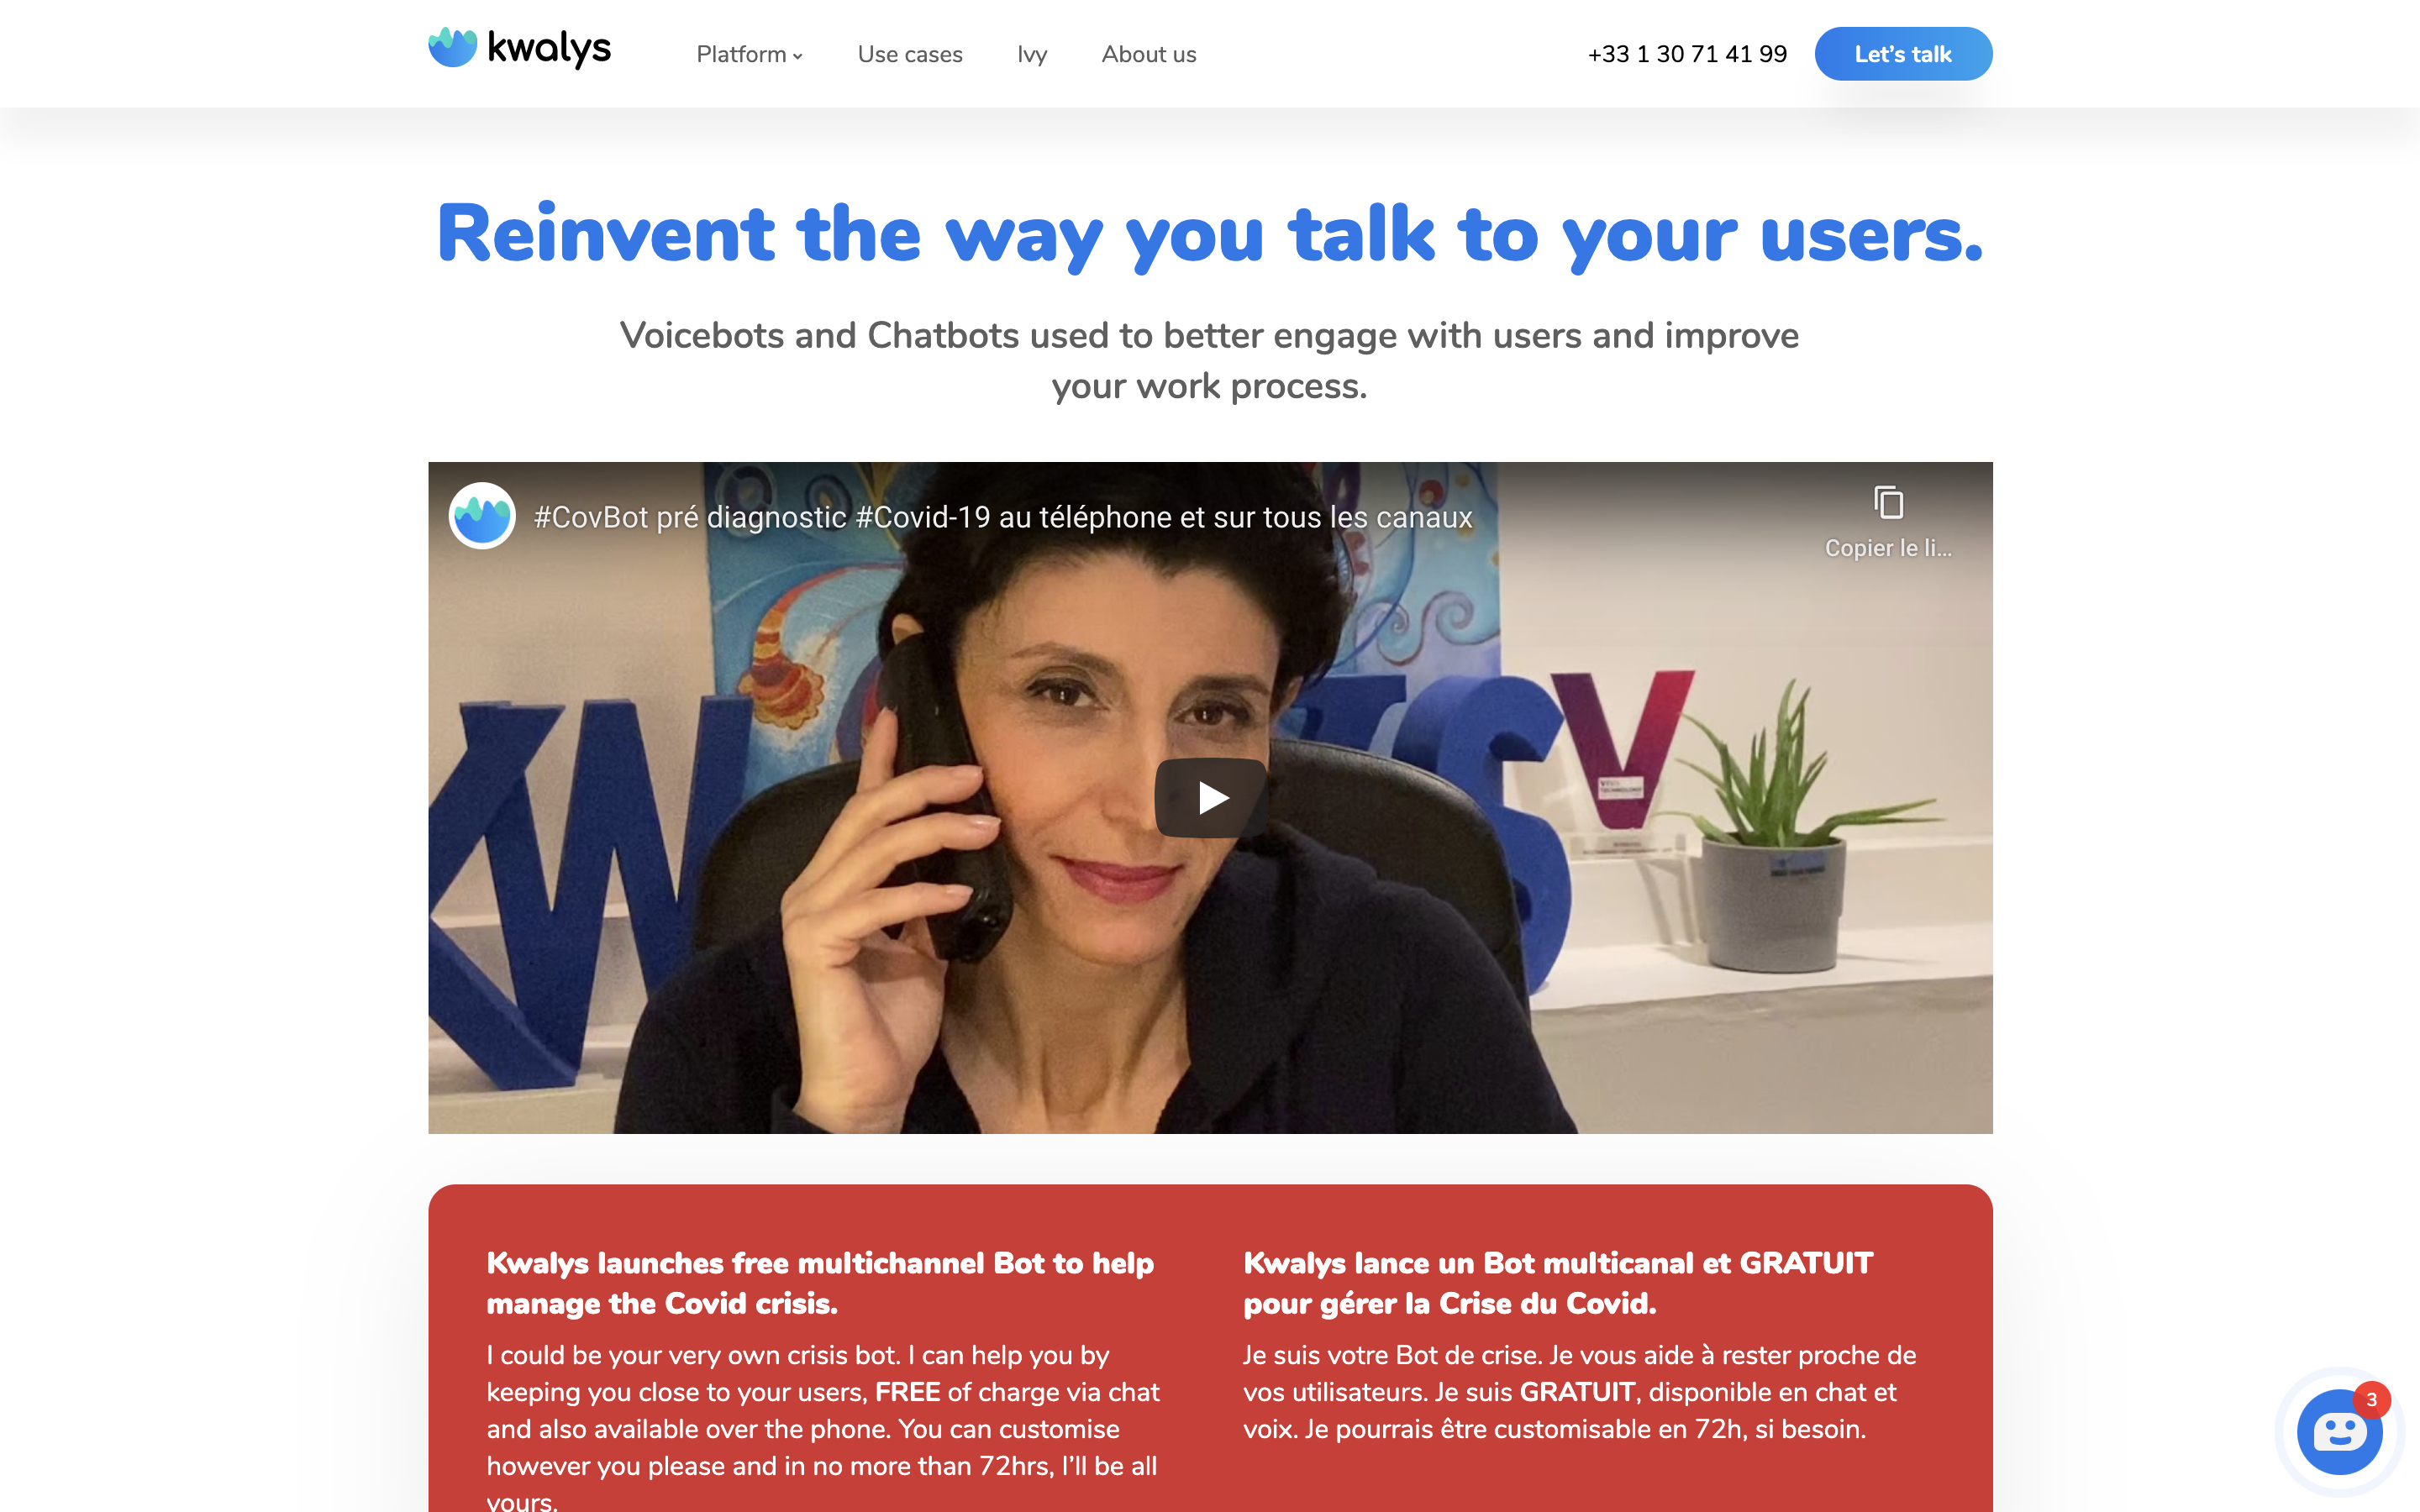 kwalys
Platform
Use cases
Ivy
About us
+33 1 30 71 41 99
Let’s talk
Reinvent the way you talk to your users.
Voicebots and Chatbots used to better engage with users and improve
your work process.
#CovBot pré diagnostic #Covid-19 au téléphone et sur tous les canaux
Copier le li...
KW
S
V
Kwalys launches free multichannel Bot to help
manage the Covid crisis.
I could be your very own crisis bot. I can help you by
keeping you close to your users, FREE of charge via chat
and also available over the phone. You can customise
however you please and in no more than 72hrs, I’ll be all
yours.
Kwalys lance un Bot multicanal et GRATUIT
pour gérer la Crise du Covid.
Je suis votre Bot de crise. Je vous aide à rester proche de
vos utilisateurs. Je suis GRATUIT, disponible en chat et
voix. Je pourrais être customisable en 72h, si besoin.
3